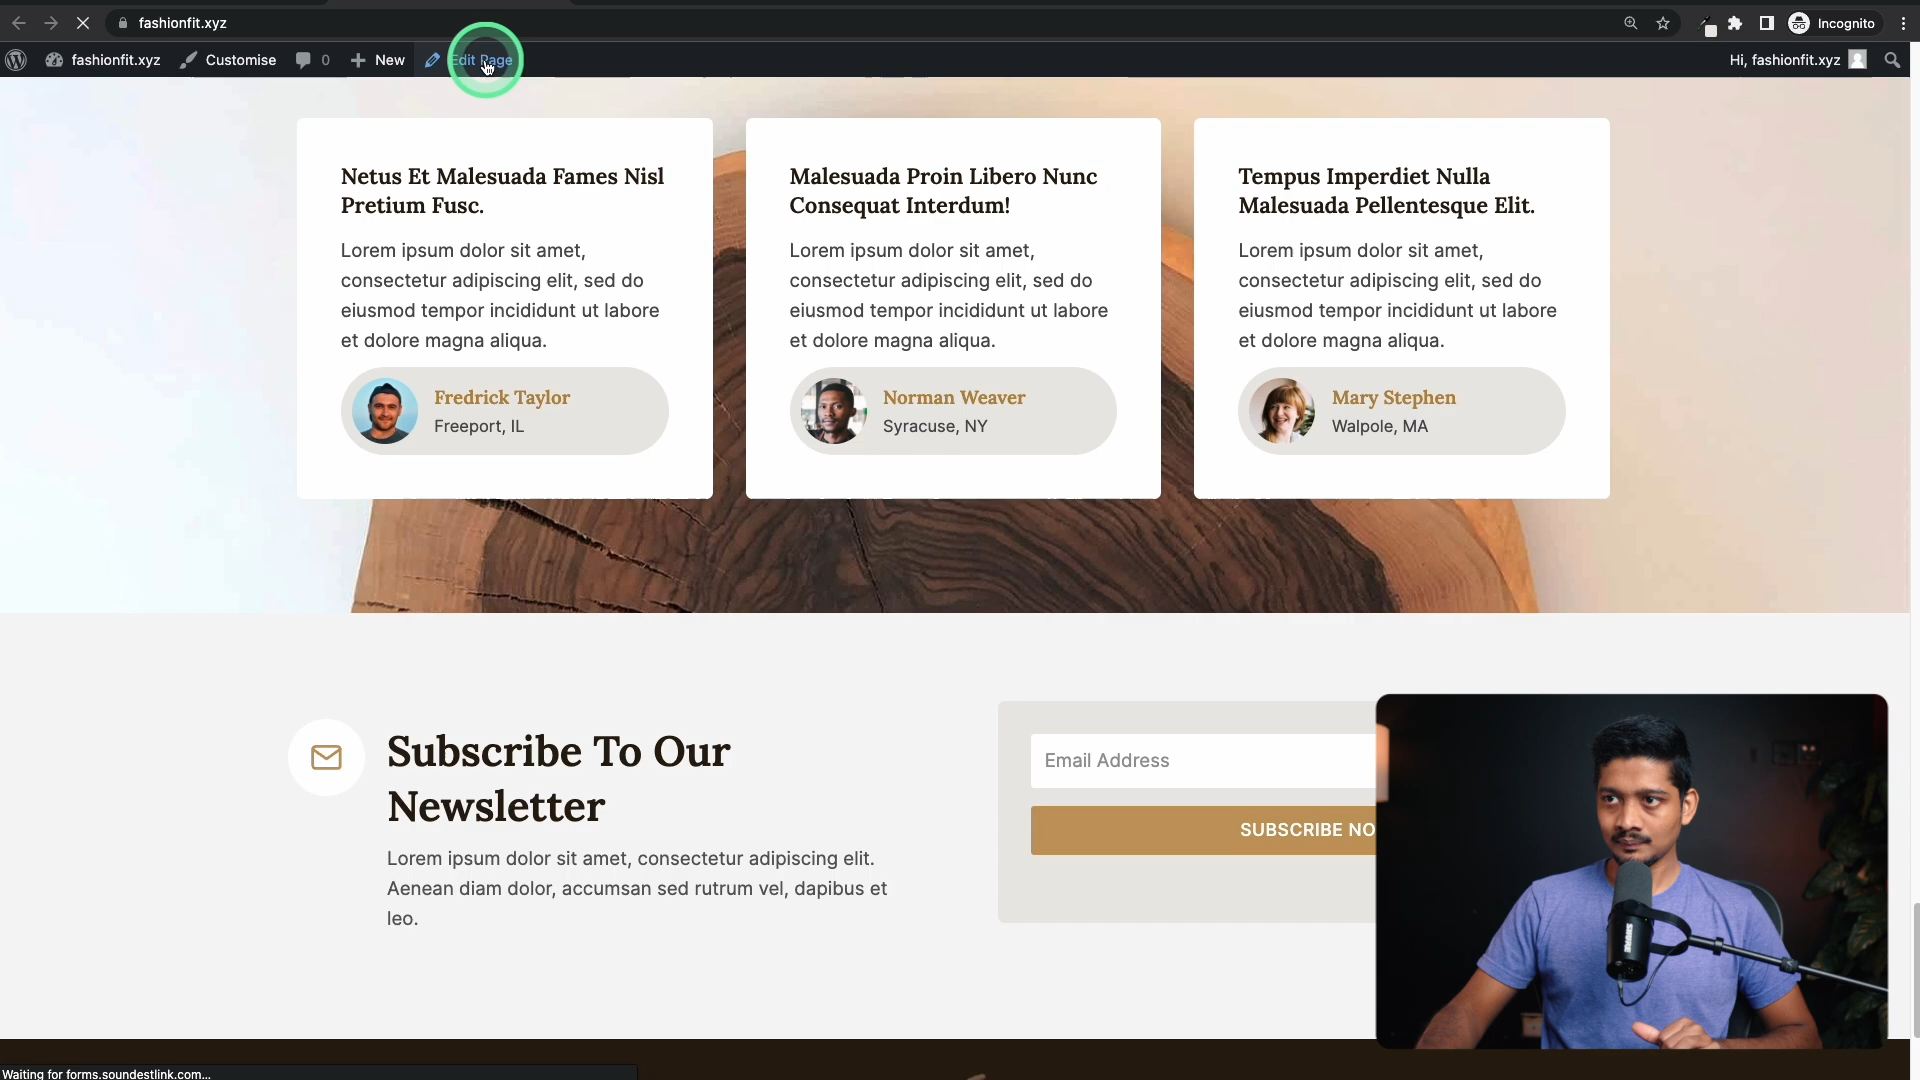 fashionfit.xyz
Incognito
fashionfit.xyz
Customise
0
New
Edit Page
Hi, fashionfit.xyz
Netus Et Malesuada Fames Nisl
Pretium Fusc.
Lorem ipsum dolor sit amet,
consectetur adipiscing elit, sed do
eiusmod tempor incididunt ut labore
et dolore magna aliqua.
Fredrick Taylor
Freeport, IL
Malesuada Proin Libero Nunc
Consequat Interdum!
Lorem ipsum dolor sit amet,
consectetur adipiscing elit, sed do
eiusmod tempor incididunt ut labore
et dolore magna aliqua.
Norman Weaver
Syracuse, NY
Tempus Imperdiet Nulla
Malesuada Pellentesque Elit.
Lorem ipsum dolor sit amet,
consectetur adipiscing elit, sed do
eiusmod tempor incididunt ut labore
et dolore magna aliqua.
Mary Stephen
Walpole, MA
Subscribe To Our
Newsletter
Lorem ipsum dolor sit amet, consectetur adipiscing elit.
Aenean diam dolor, accumsan sed rutrum vel, dapibus et
leo.
Email Address
SUBSCRIBE NO
SHURE
Waiting for forms.soundestlink.com...